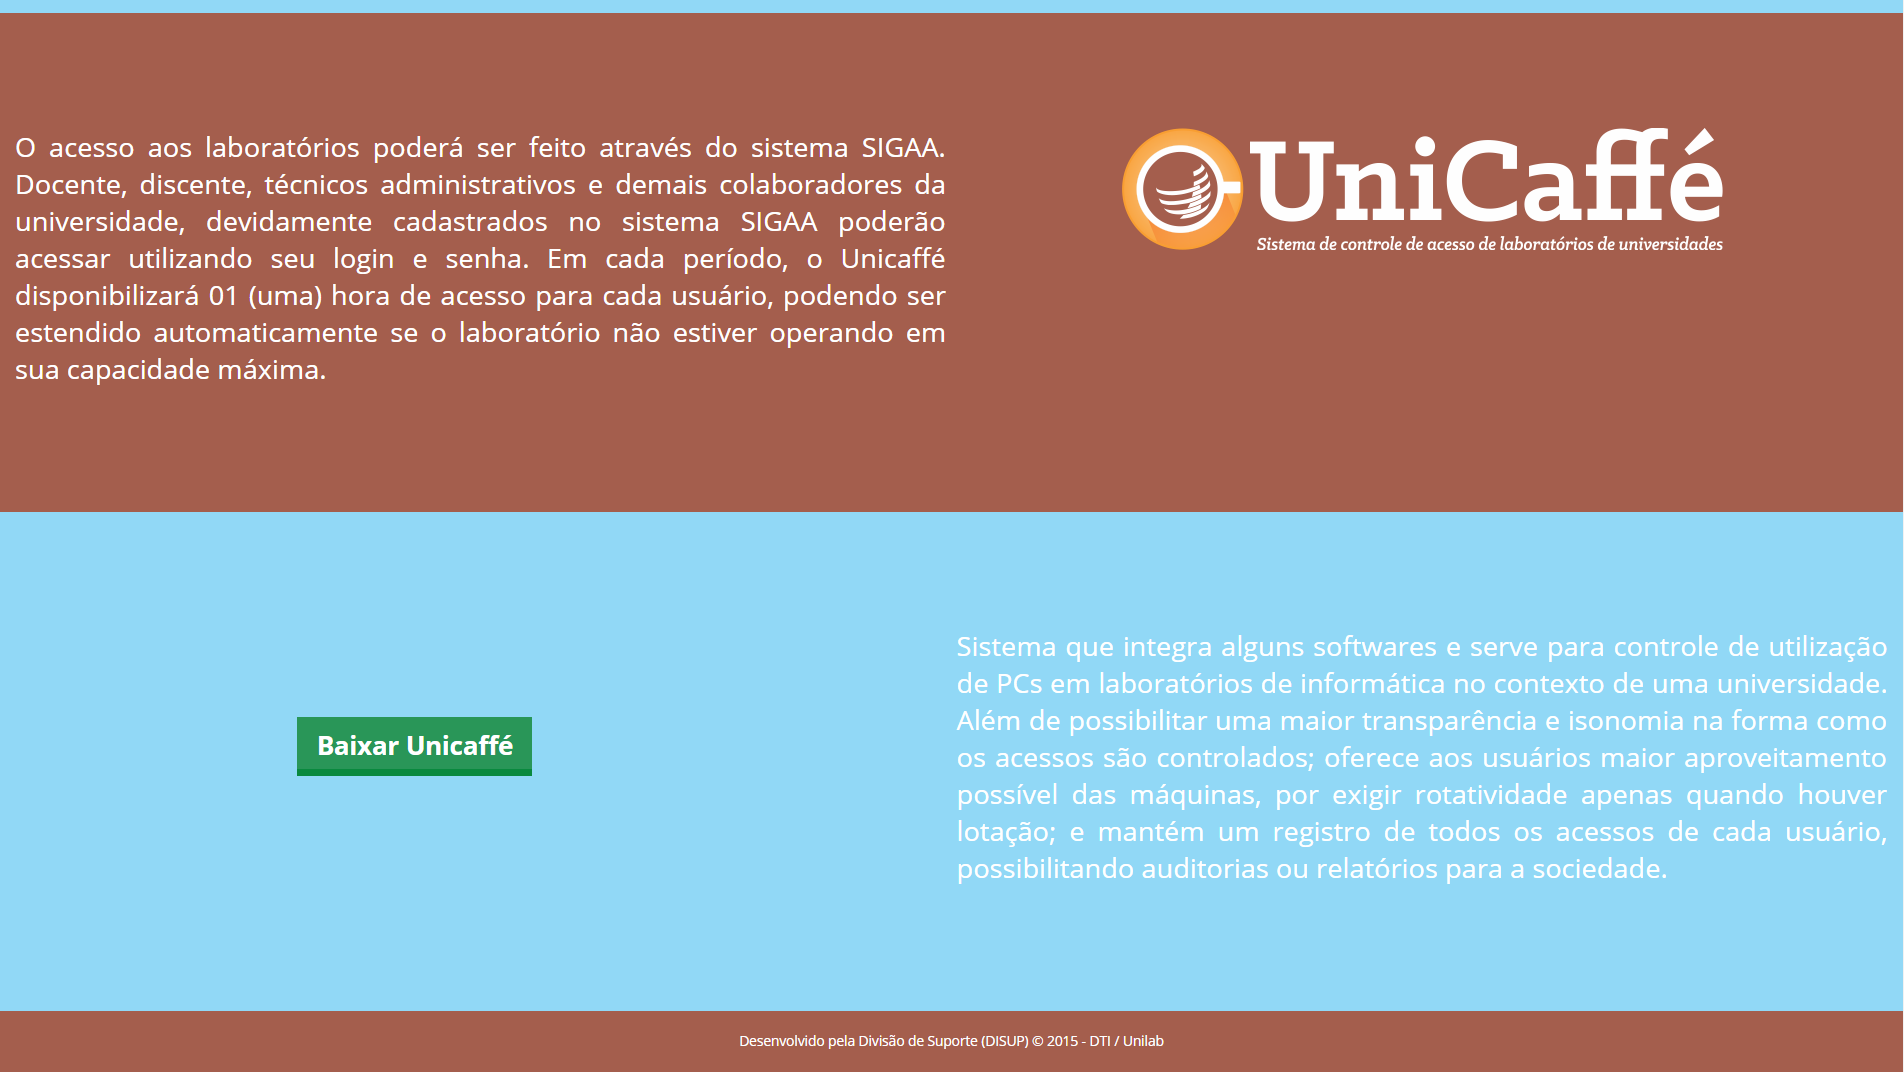 O acesso aos laboratórios poderá ser feito através do sistema SIGAA.
Docente, discente, técnicos administrativos e demais colaboradores da
universidade, devidamente cadastrados no sistema SIGAA poderão
acessar utilizando seu login e senha. Em cada período, o Unicaffé
disponibilizará 01 (uma) hora de acesso para cada usuário, podendo ser
estendido automaticamente se o laboratório não estiver operando em
sua capacidade máxima.
UniCaffé
Sistema de controle de acesso de laboratórios de universidades
Baixar Unicaffé
Sistema que integra alguns softwares e serve para controle de utilização
de PCs em laboratórios de informática no contexto de uma universidade.
Além de possibilitar uma maior transparência e isonomia na forma como
os acessos são controlados; oferece aos usuários maior aproveitamento
possível das máquinas, por exigir rotatividade apenas quando houver
lotação; e mantém um registro de todos os acessos de cada usuário,
possibilitando auditorias ou relatórios para a sociedade.
Desenvolvido pela Divisão de Suporte (DISUP) © 2015 - DTI / Unilab